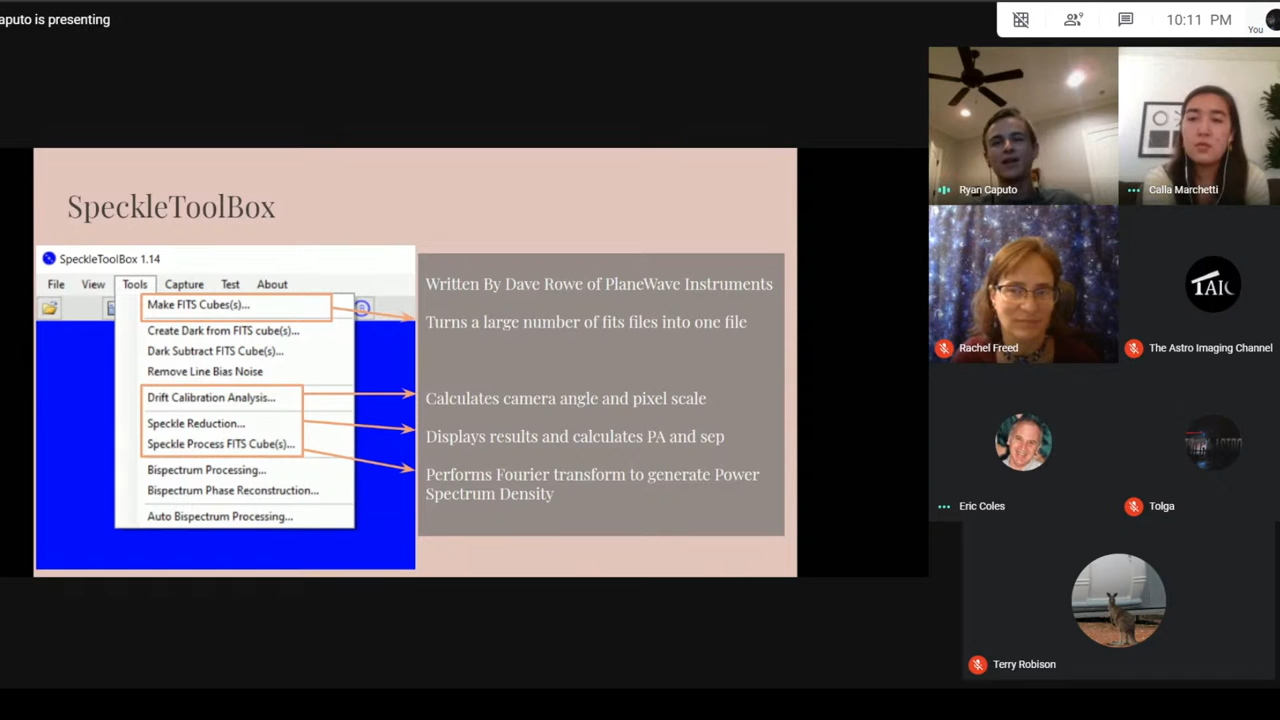 aputo is presenting
9
10:11 PM
You
SpeckleToolBox
SpeckleToolBox 1.14
File View Tools Capture Test About
Make FITS Cubes(s)...
Create Dark from FITS cube(s)...
Dark Subtract FITS Cube(s)...
Remove Line Bias Noise
Drift Calibration Analysis...
Speckle Reduction...
Speckle Process FITS Cube(s)...
Bispectrum Processing...
Bispectrum Phase Reconstruction...
Auto Bispectrum Processing...
Written By Dave Rowe of PlaneWave Instruments
Turns a large number of fits files into one file
Calculates camera angle and pixel scale
Displays results and calculates PA and sep
Performs Fourier transform to generate Power
Spectrum Density
Ryan Caputo
Calla Marchetti
Rachel Freed
TAIC
The Astro Imaging Channel
Eric Coles
Tolga
Terry Robison